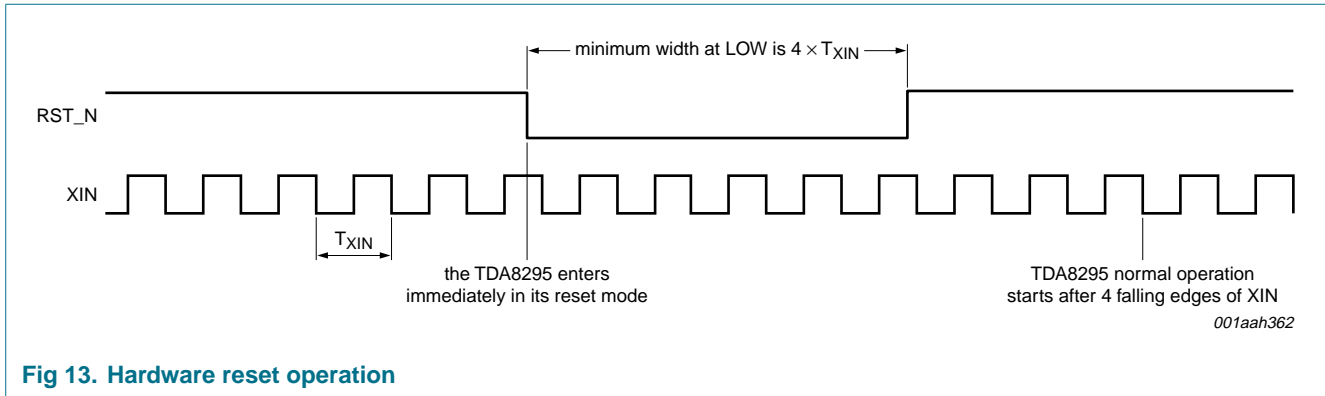 minimum width at LOW is 4 × TXIN
RST_N
XIN
TXIN
the TDA8295 enters
immediately in its reset mode
TDA8295 normal operation
starts after 4 falling edges of XIN
001aah362
Fig 13. Hardware reset operation